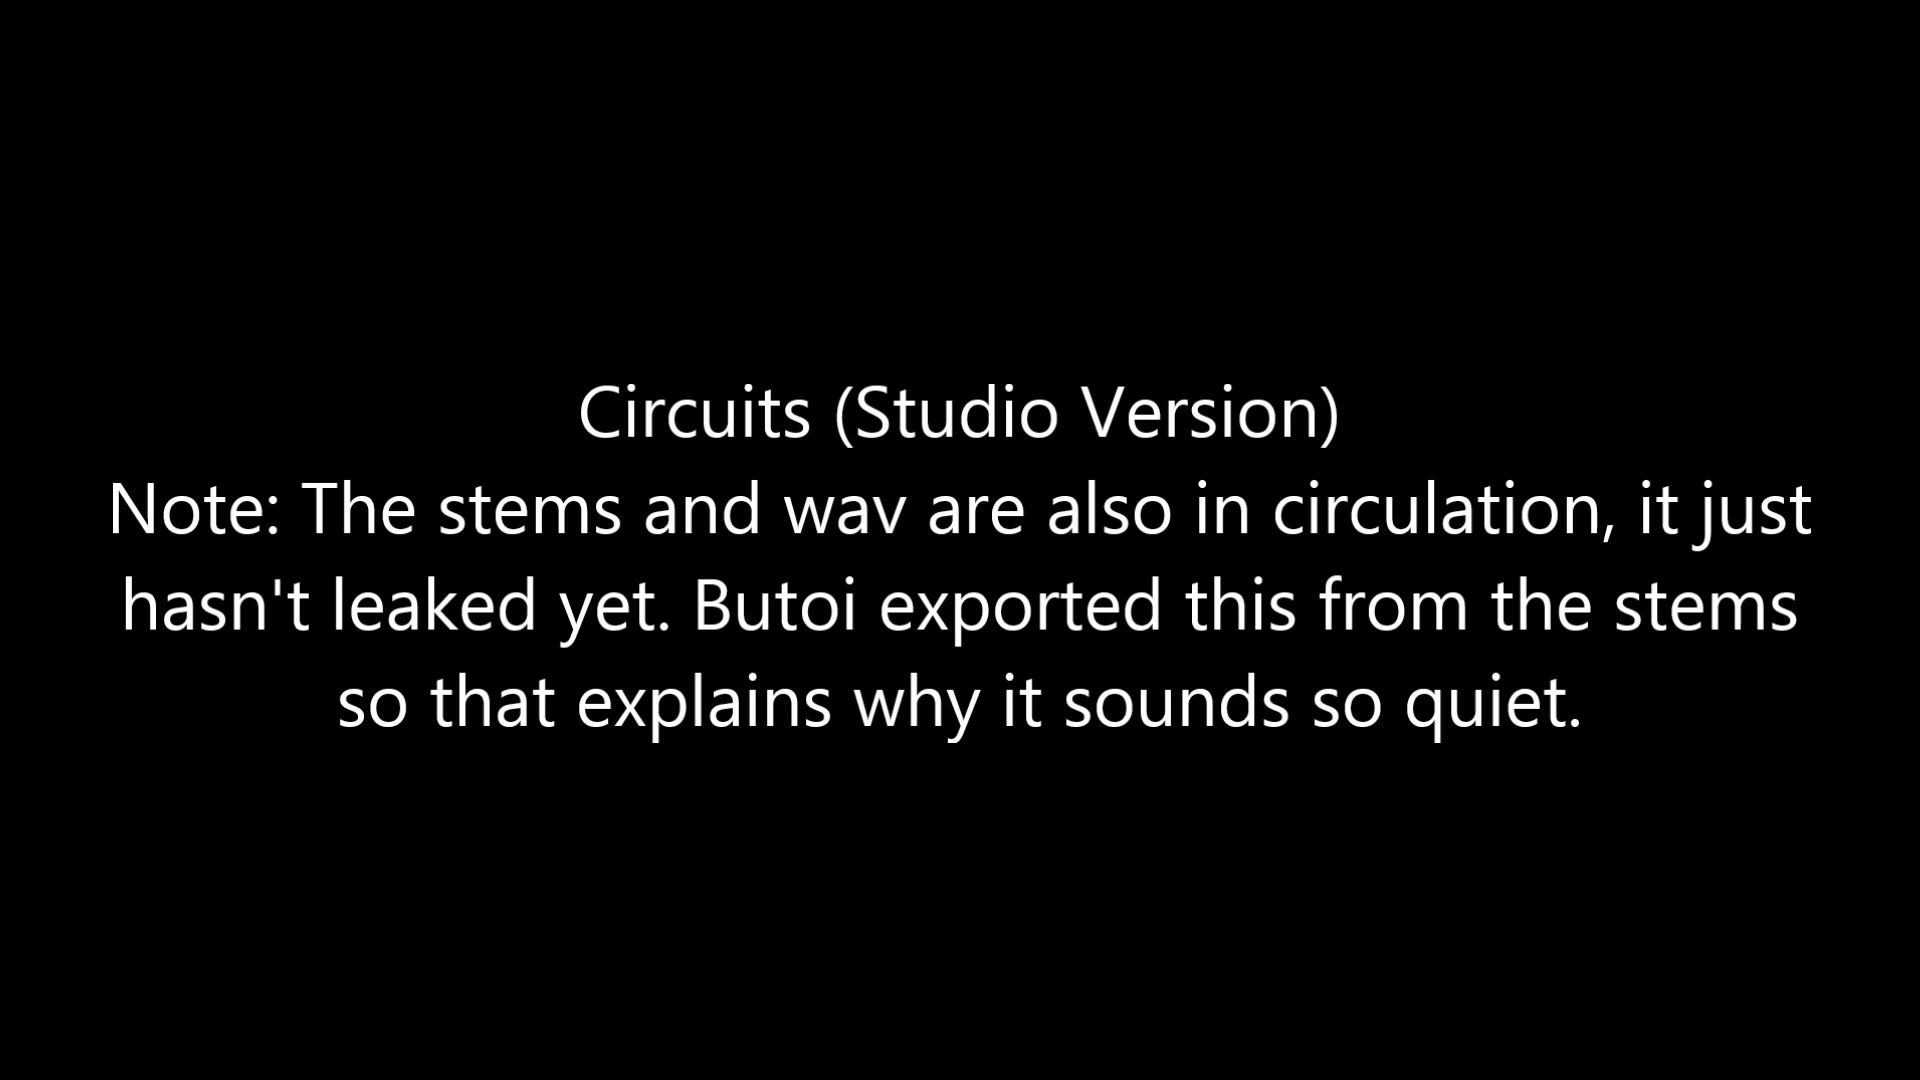 Circuits (Studio Version)
Note: The stems and wav are also in circulation, it just
hasn't leaked yet. Butoi exported this from the stems
so that explains why it sounds so quiet.